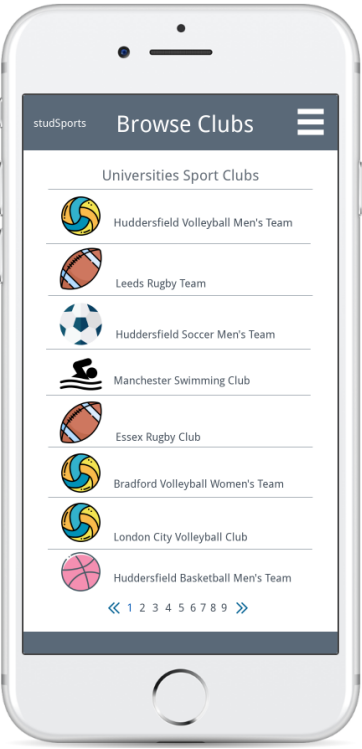 studSports Browse Clubs
Universities Sport Clubs
Huddersfield Volleyball Men's Team
Leeds Rugby Team
Huddersfield Soccer Men's Team
Manchester Swimming Club
Essex Rugby Club
Bradford Volleyball Women's Team
London City Volleyball Club
Huddersfield Basketball Men's Team
« 1 2 3 4 5 6 7 8 9 »